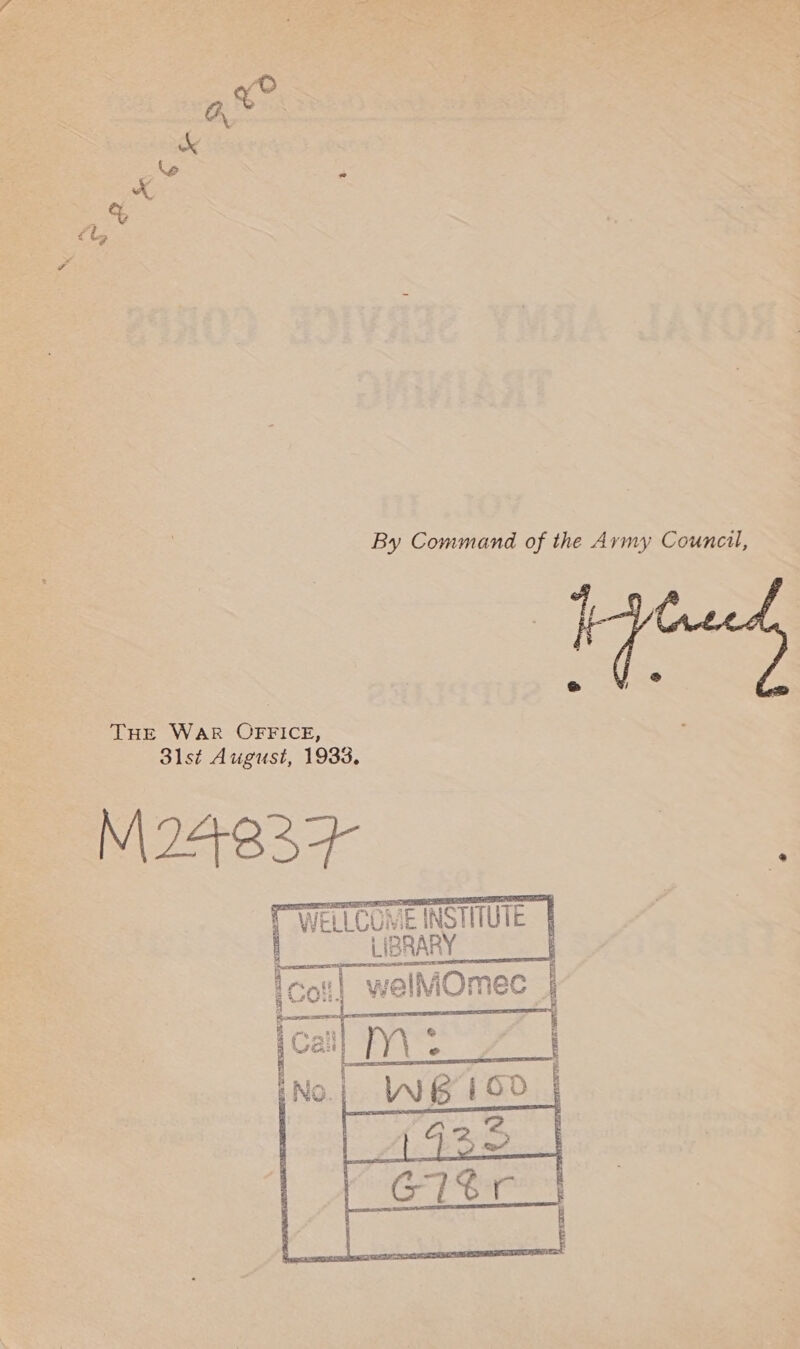 By Command of the Army Council,
H J Creedy
THE WAR OFFICE,
31st August, 1933.
M24837
WELLCOME INSTITUTE
LIBRARY
Coll. welMOmec
Call M:
No. WB100
1933
G78r